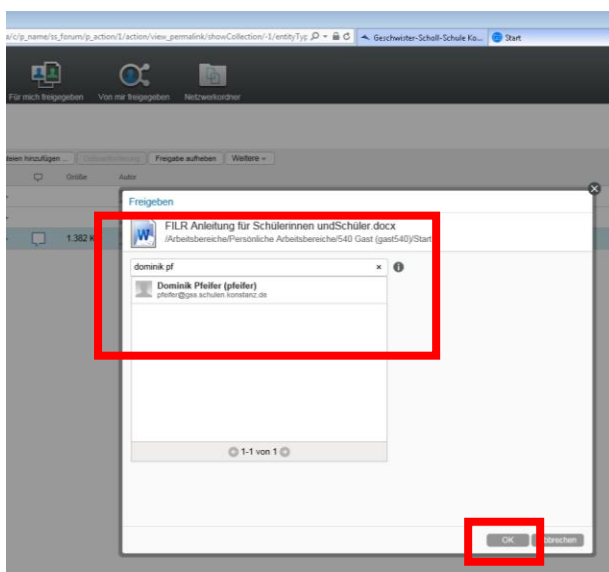 a/c/p_name/ss_forum/p_action/1/action/view_permalink/showCollection/-1/entityTyp
Geschwister-Scholl-Schule Ko...
Start
Für mich freigegeben
Von mir freigegeben
Netzwerkordner
Freigabe aufheben
Weitere
Größe
Autor
1.382 K
Freigeben
FILR Anleitung für Schülerinnen undSchüler.docx
/Arbeitsbereiche/Persönliche Arbeitsbereiche/540 Gast (gast540)/Start
dominik pf
Dominik Pfeifer (pfeifer)
pfeifer@gss.schulen.konstanz.de
1-1 von 1
OK